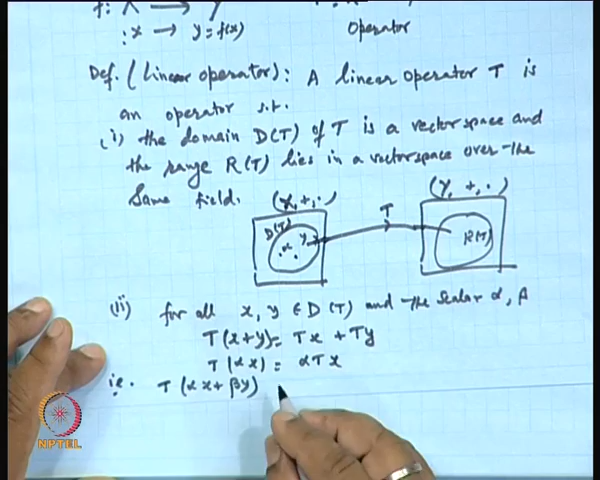 f: X → Y
: x → y = f(x) Operator
Def. (Linear operator): A linear operator T is
an operator s.t.
(i) the domain D(T) of T is a vector space and
the range R(T) lies in a vector space over the
Same field.
(X, +, ·) T (Y, +, ·)
D(T) x y R(T)
(ii) for all x, y ∈ D(T) and the scalar α, β
T(x+y) = Tx + Ty
T(αx) = αTx
i.e. T(αx + βy)
NPTEL